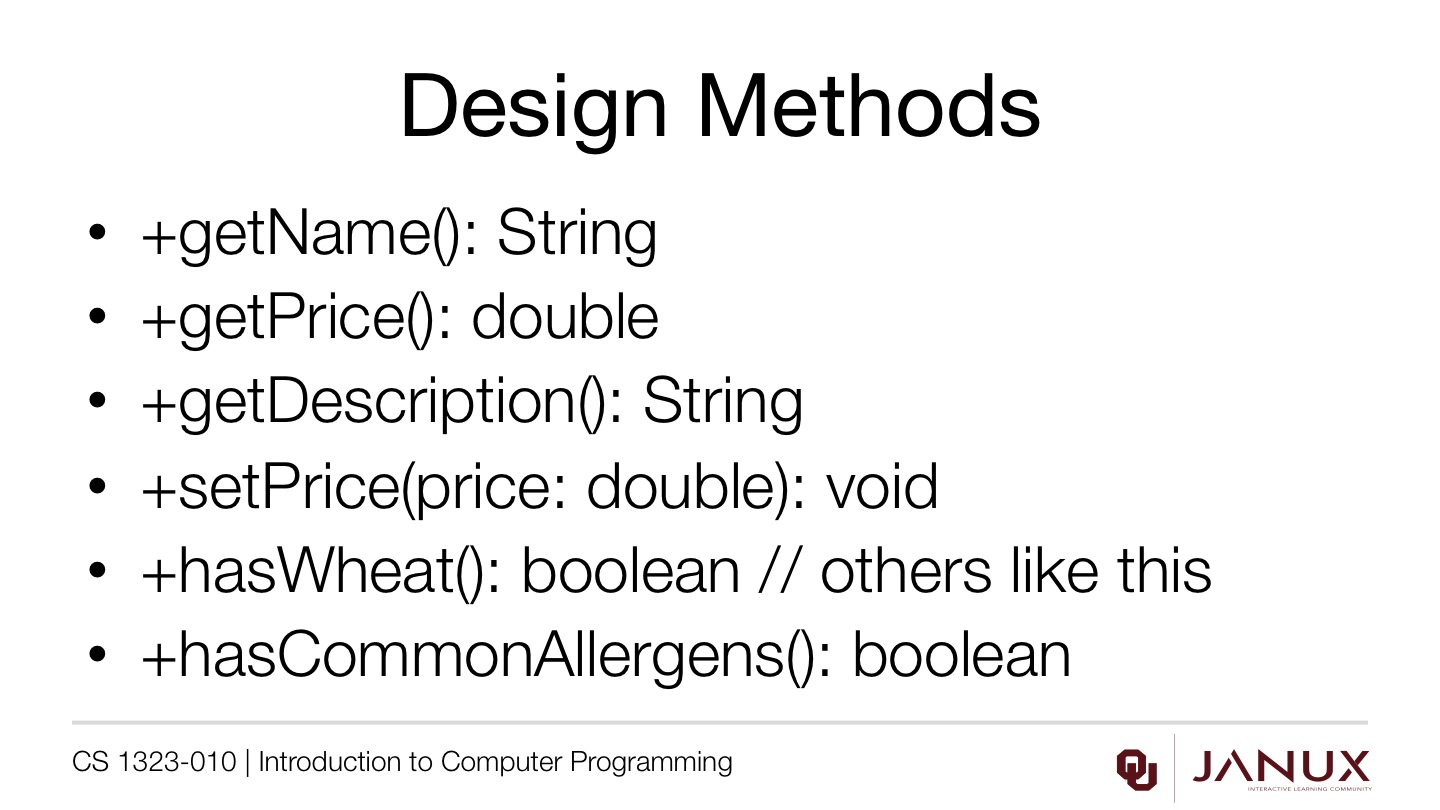 Design Methods
• +getName(): String
• +getPrice(): double
• +getDescription(): String
• +setPrice(price: double): void
• +hasWheat(): boolean // others like this
• +hasCommonAllergens(): boolean
CS 1323-010 | Introduction to Computer Programming
OU
JANUX
INTERACTIVE LEARNING COMMUNITY